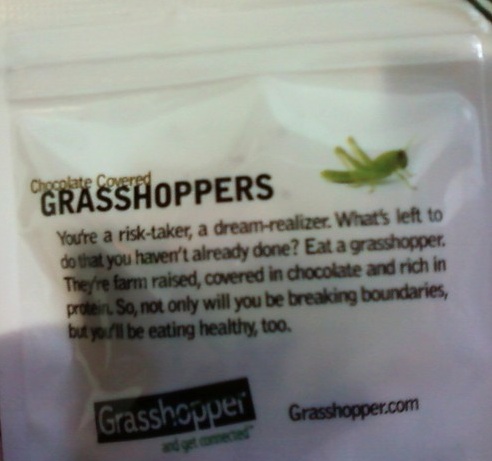 Chocolate Covered
GRASSHOPPERS
You're a risk-taker, a dream-realizer. What's left to
do that you haven't already done? Eat a grasshopper.
They're farm raised, covered in chocolate and rich in
protein. So, not only will you be breaking boundaries,
but you'll be eating healthy, too.
Grasshopper
and get connected
Grasshopper.com